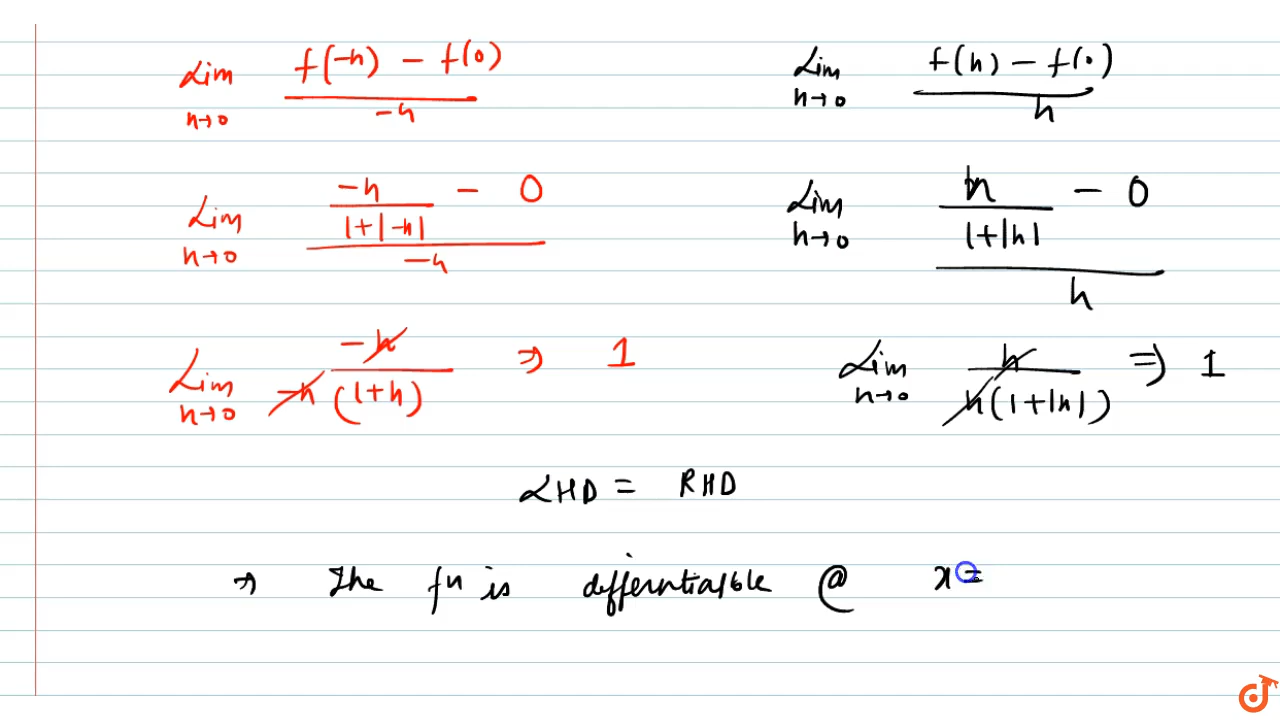 Lim h→0 f(-h) - f(0) / -h
Lim h→0 f(h) - f(0) / h
Lim h→0 -h / 1+|-h| - 0 / -h
Lim h→0 h / 1+|h| - 0 / h
Lim h→0 -h / -h (1+h) ⇒ 1
Lim h→0 h / h(1+|h|) ⇒ 1
LHD = RHD
⇒ The fn is differntiable @ x=